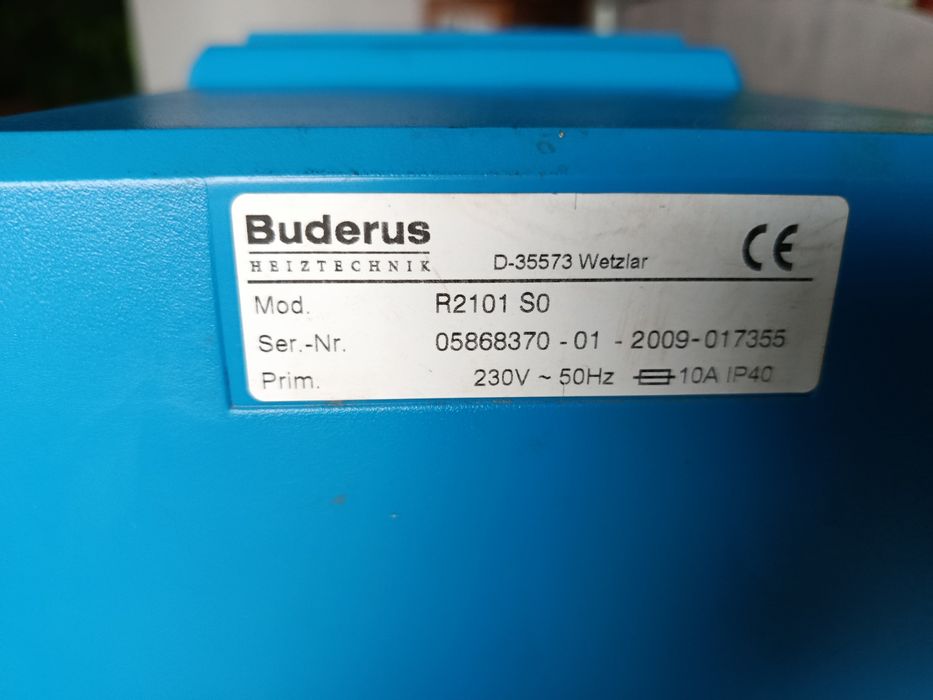 Buderus
HEIZTECHNIK D-35573 Wetzlar CE
Mod. R2101 S0
Ser.-Nr. 05868370 - 01 - 2009-017355
Prim. 230V ~ 50Hz 10A IP40